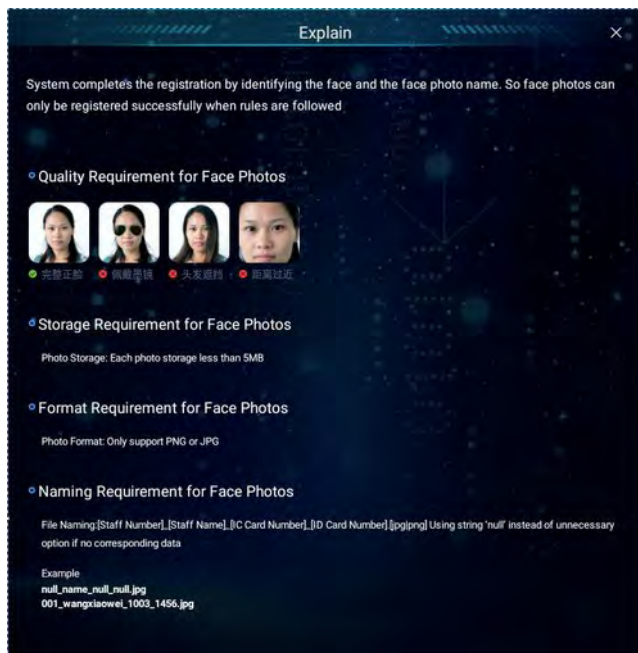 Explain
System completes the registration by identifying the face and the face photo name. So face photos can
only be registered successfully when rules are followed
Quality Requirement for Face Photos
完整正脸 佩戴墨镜 头发遮挡 距离过近
Storage Requirement for Face Photos
Photo Storage: Each photo storage less than 5MB
Format Requirement for Face Photos
Photo Format: Only support PNG or JPG
Naming Requirement for Face Photos
File Naming:[Staff Number]_[Staff Name]_[IC Card Number]_[ID Card Number].[jpg|png] Using string 'null' instead of unnecessary
option if no corresponding data
Example
null_name_null_null.jpg
001_wangxiaowei_1003_1456.jpg